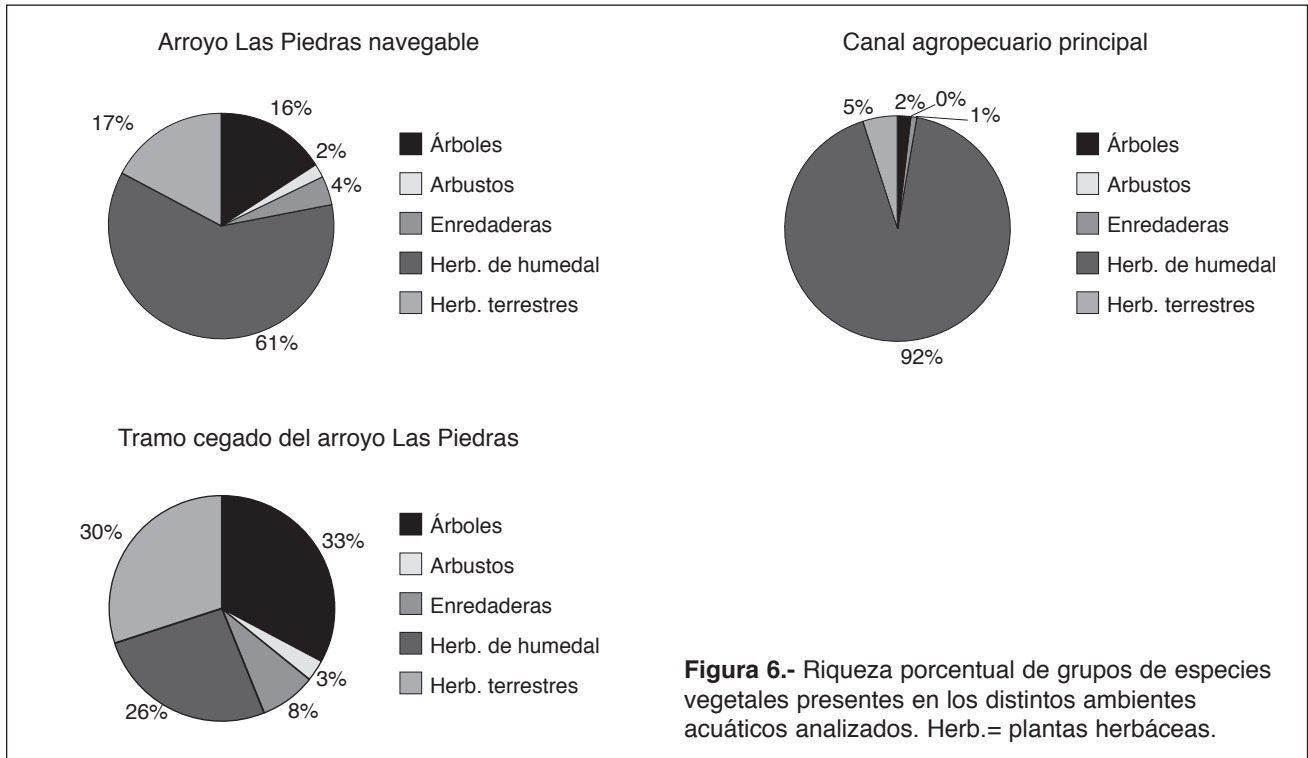 Arroyo Las Piedras navegable
17%
16%
2%
4%
61%
Árboles
Arbustos
Enredaderas
Herb. de humedal
Herb. terrestres
Canal agropecuario principal
5%
2%
0%
1%
92%
Árboles
Arbustos
Enredaderas
Herb. de humedal
Herb. terrestres
Tramo cegado del arroyo Las Piedras
30%
33%
3%
8%
26%
Árboles
Arbustos
Enredaderas
Herb. de humedal
Herb. terrestres
Figura 6.- Riqueza porcentual de grupos de especies
vegetales presentes en los distintos ambientes
acuáticos analizados. Herb.= plantas herbáceas.